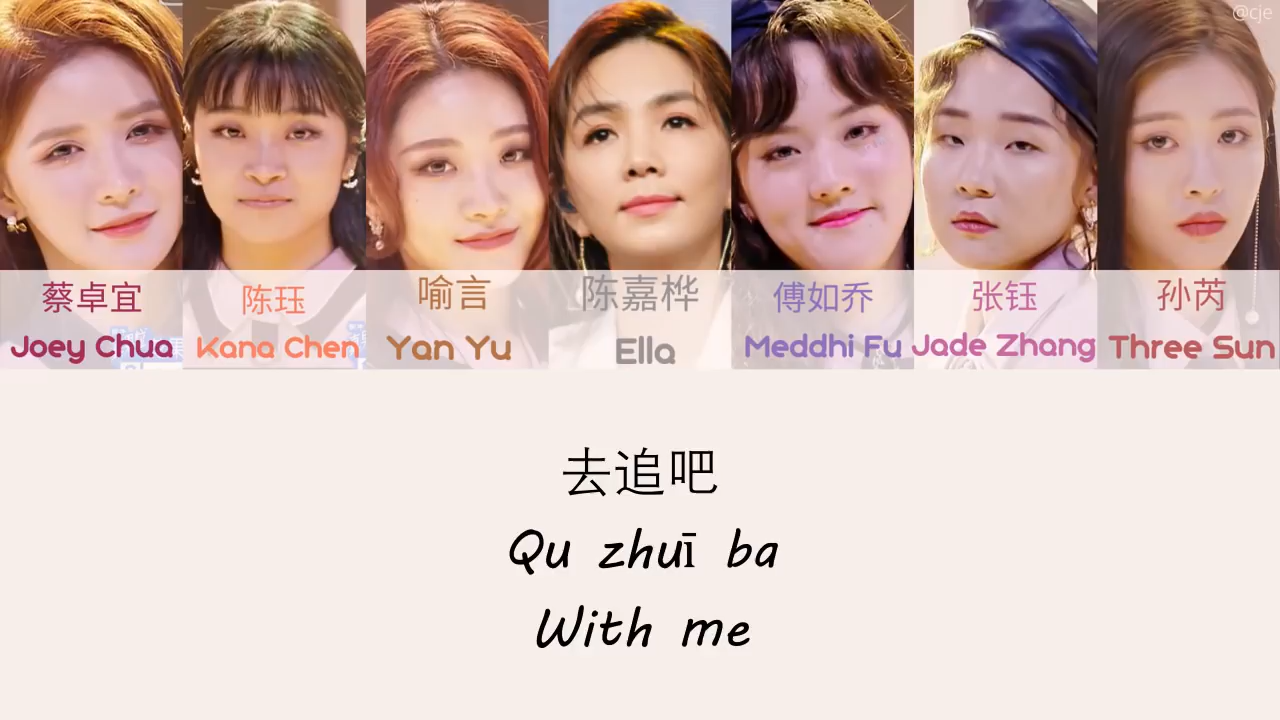 @cje
蔡卓宜 陈珏 喻言 陈嘉桦 傅如乔 张钰 孙芮
Joey Chua Kana Chen Yan Yu Ella Meddhi Fu Jade Zhang Three Sun
去追吧
Qu zhuī ba
With me